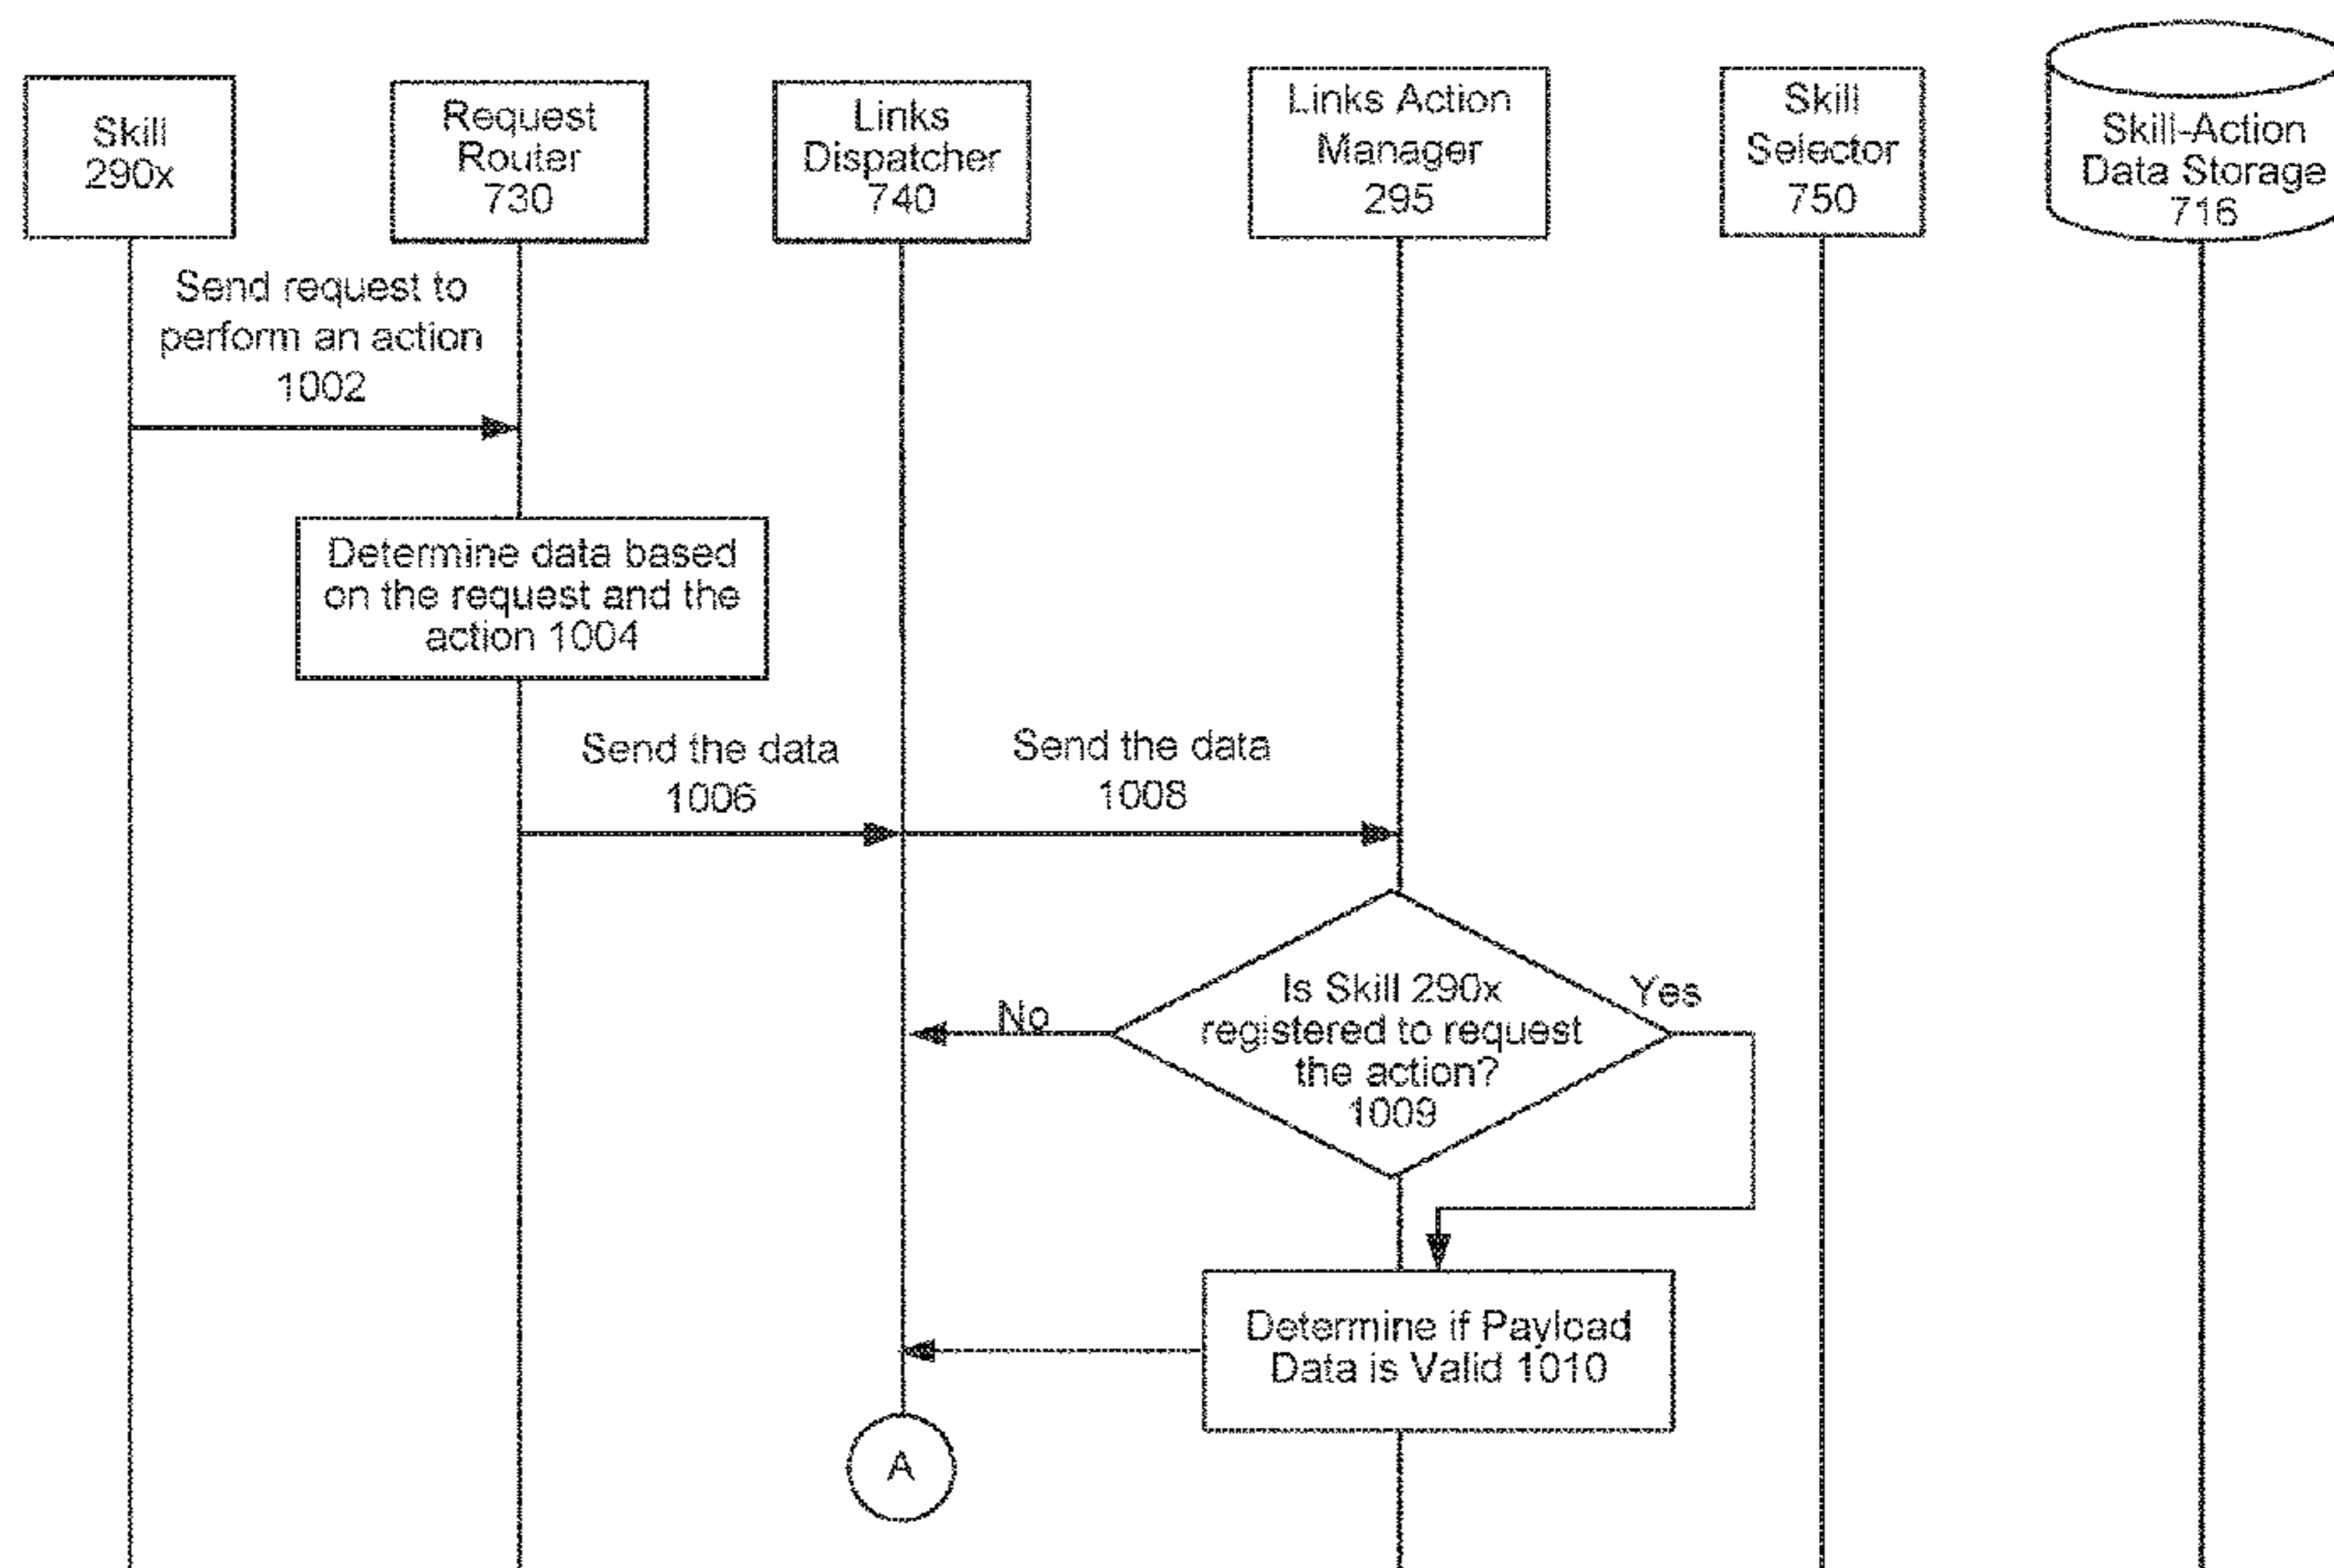 Skill
290x
Request
Router
730
Links
Dispatcher
740
Links Action
Manager
295
Skill
Selector
750
Skill-Action
Data Storage
716
Send request to
perform an action
1002
Determine data based
on the request and the
action 1004
Send the data
1006
Send the data
1008
Is Skill 290x
registered to request
the action?
1009
No
Yes
Determine if Payload
Data is Valid 1010
A